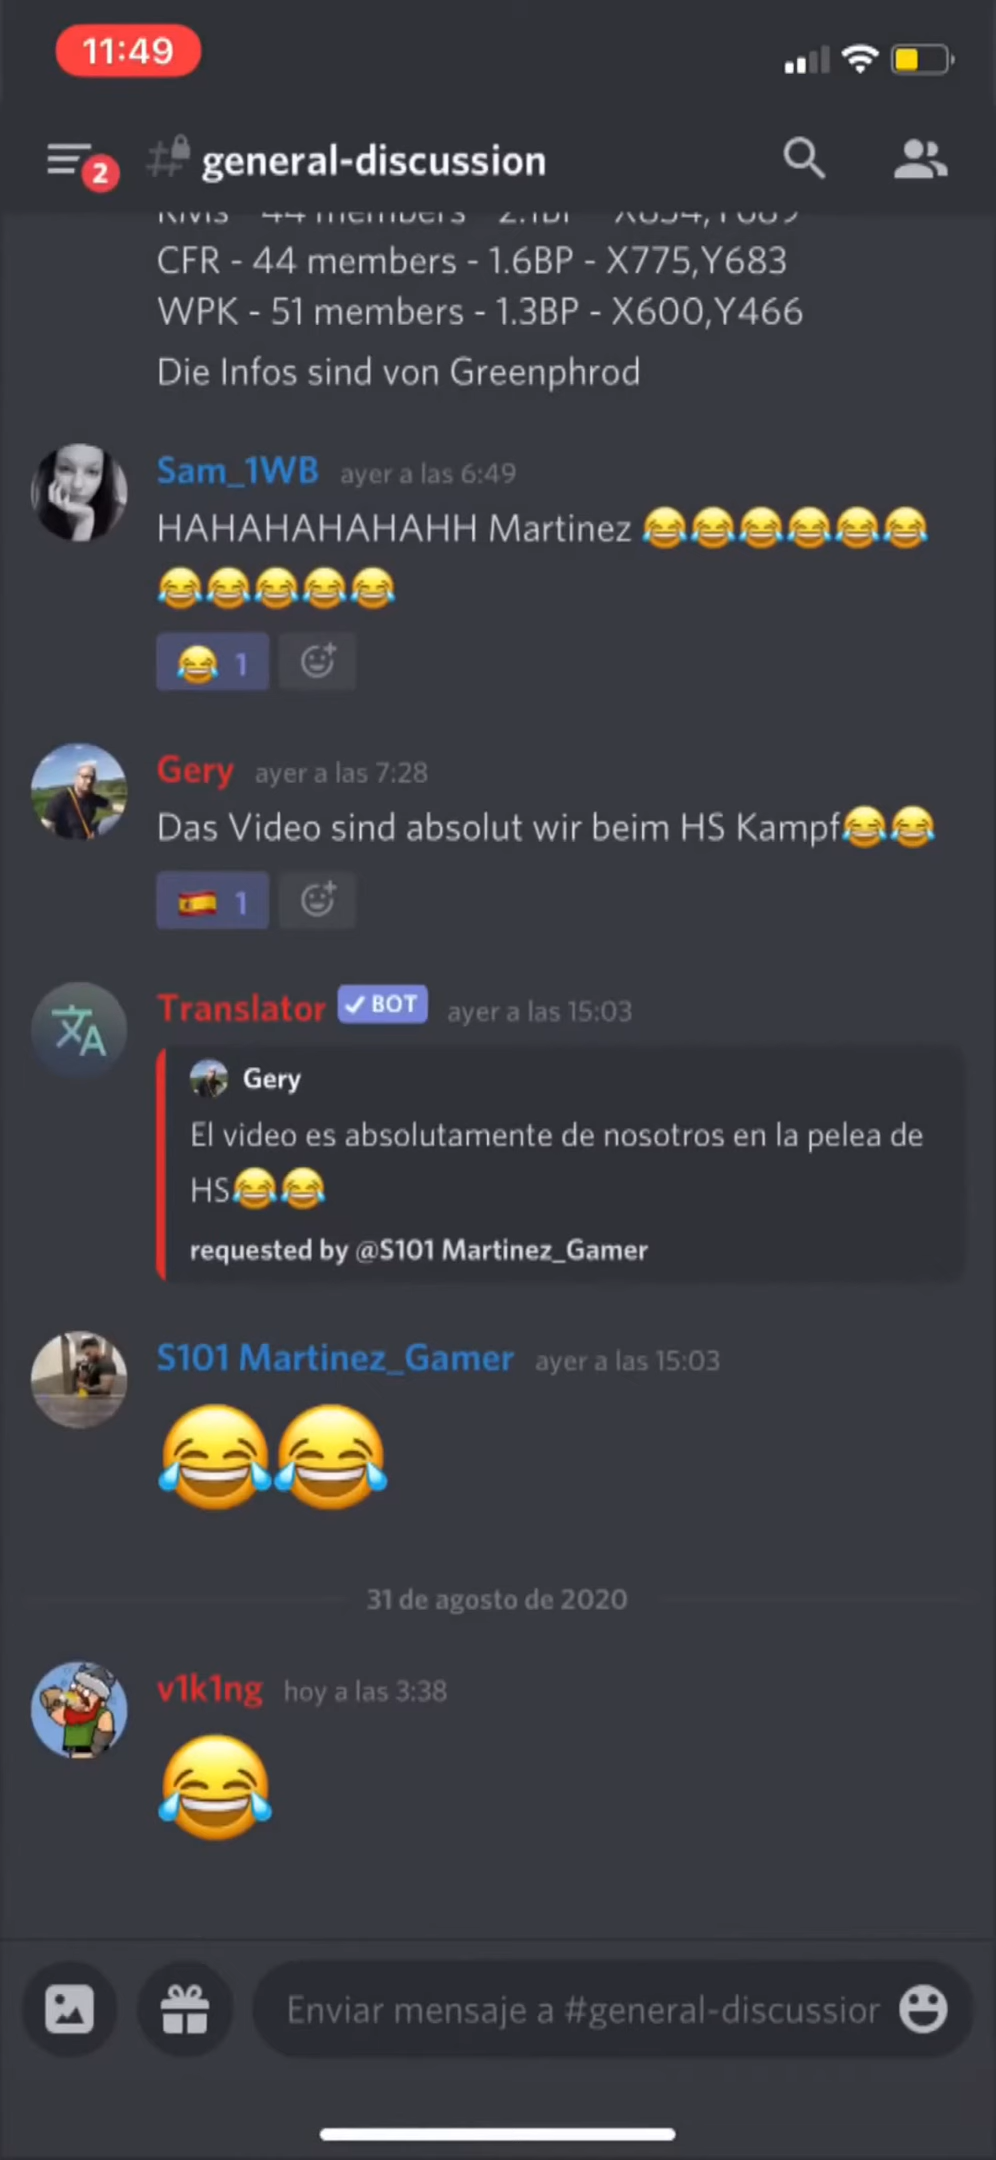 11:49
2
general-discussion
CFR - 44 members - 1.6BP - X775,Y683
WPK - 51 members - 1.3BP - X600,Y466
Die Infos sind von Greenphrod
Sam_1WB ayer a las 6:49
HAHAHAHAHAHH Martinez 😂😂😂😂😂😂
😂😂😂😂😂
😂 1
Gery ayer a las 7:28
Das Video sind absolut wir beim HS Kampf😂😂
🇪🇸 1
Translator ✓ BOT ayer a las 15:03
Gery
El video es absolutamente de nosotros en la pelea de
HS😂😂
requested by @S101 Martinez_Gamer
S101 Martinez_Gamer ayer a las 15:03
😂😂
31 de agosto de 2020
v1k1ng hoy a las 3:38
😂
Enviar mensaje a #general-discussion